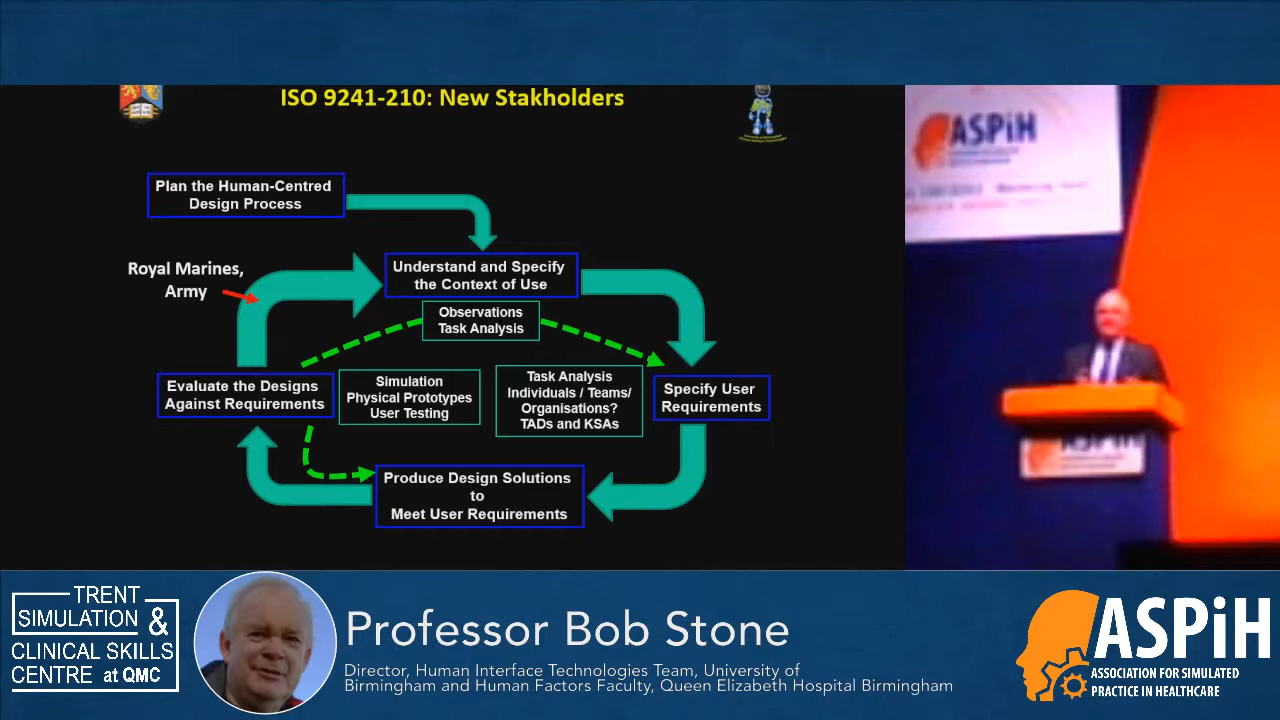 ISO 9241-210: New Stakholders
Plan the Human-Centred
Design Process
Royal Marines,
Army
Understand and Specify
the Context of Use
Observations
Task Analysis
Evaluate the Designs
Against Requirements
Simulation
Physical Prototypes
User Testing
Task Analysis
Individuals / Teams/
Organisations?
TADs and KSAs
Specify User
Requirements
Produce Design Solutions
to
Meet User Requirements
ASPiH
ASPiH
TRENT
SIMULATION &
CLINICAL SKILLS
CENTRE at QMC
Professor Bob Stone
Director, Human Interface Technologies Team, University of
Birmingham and Human Factors Faculty, Queen Elizabeth Hospital Birmingham
ASPiH
ASSOCIATION FOR SIMULATED
PRACTICE IN HEALTHCARE